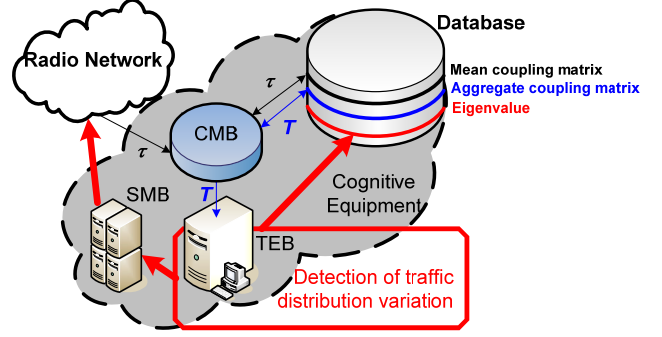 Database
Radio Network
Mean coupling matrix
Aggregate coupling matrix
Eigenvalue
τ
T
CMB
τ
T
SMB
Cognitive
Equipment
TEB
Detection of traffic
distribution variation